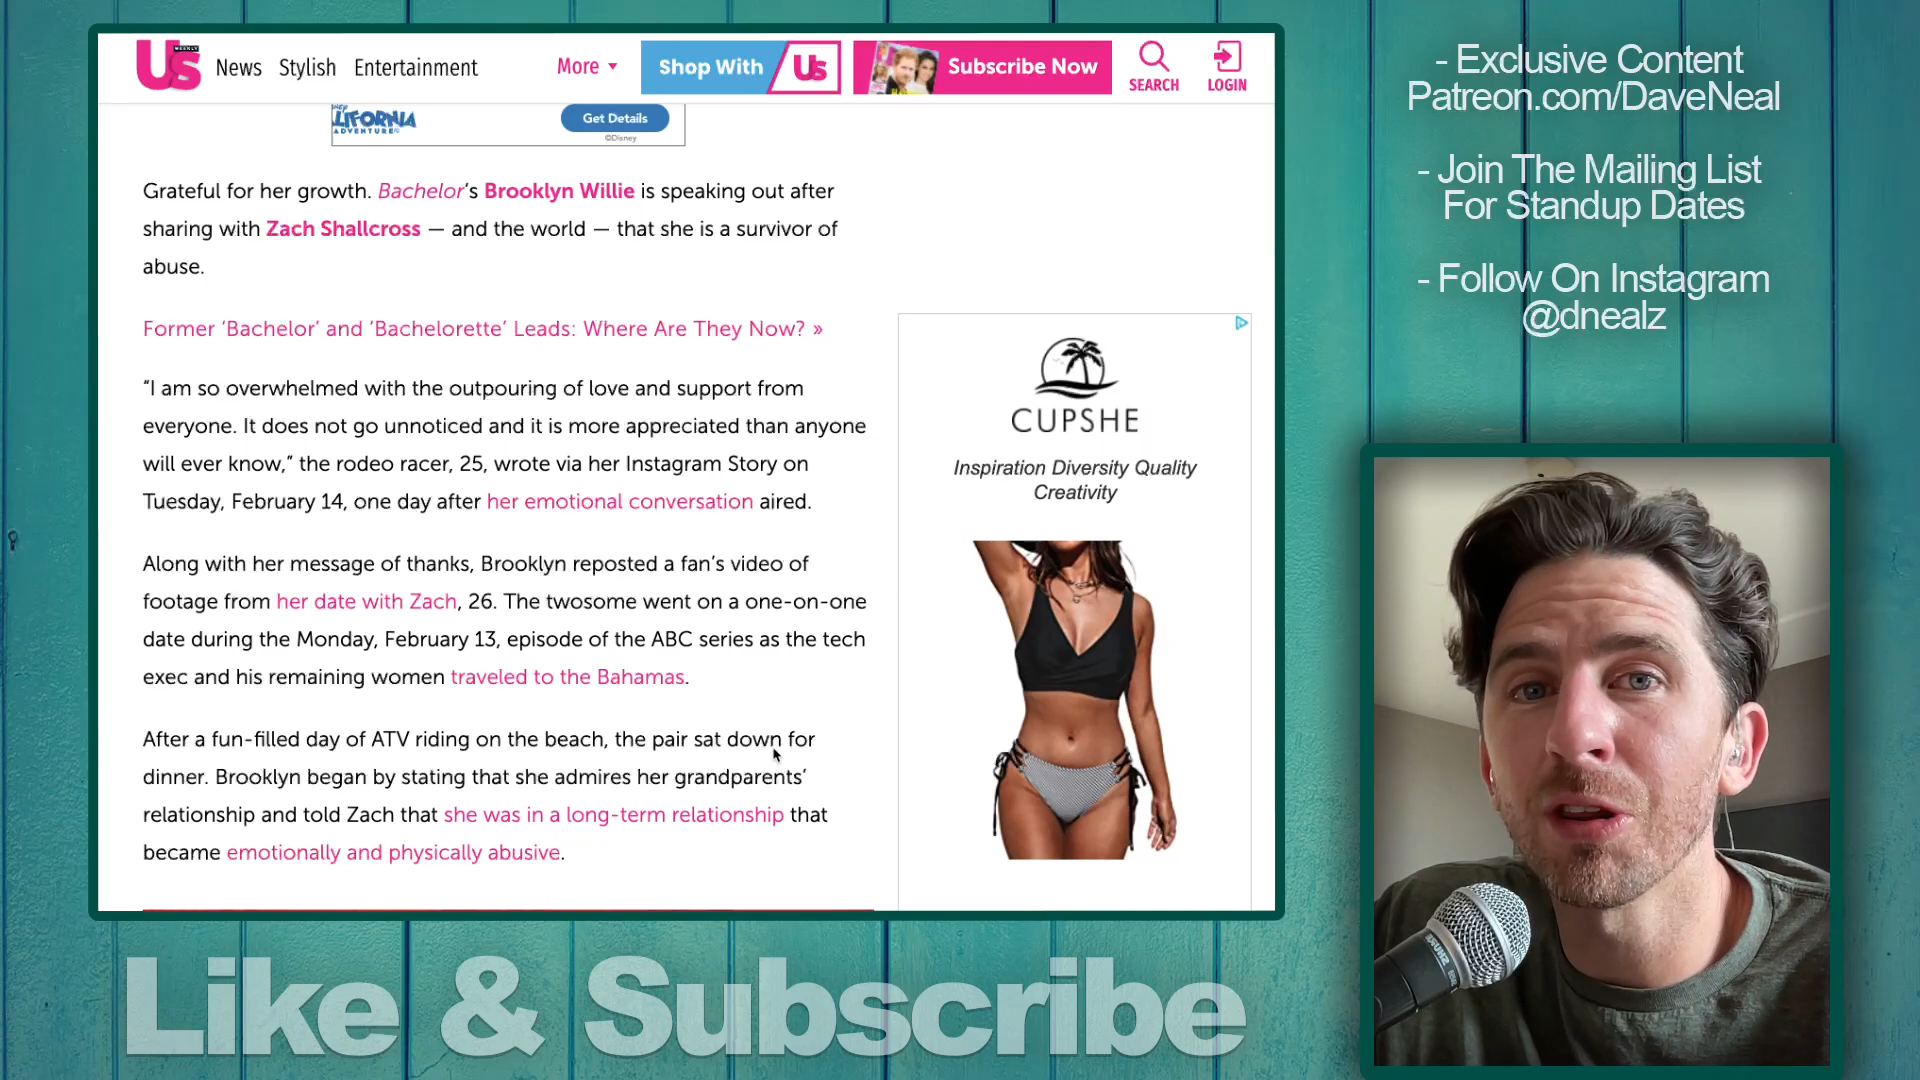 Us WEEKLY
News Stylish Entertainment
More
Shop With Us
Subscribe Now
SEARCH
LOGIN
LIFORNIA
ADVENTURE
Get Details
©Disney
Grateful for her growth. Bachelor's Brooklyn Willie is speaking out after
sharing with Zach Shallcross — and the world — that she is a survivor of
abuse.
Former ‘Bachelor’ and ‘Bachelorette’ Leads: Where Are They Now? »
“I am so overwhelmed with the outpouring of love and support from
everyone. It does not go unnoticed and it is more appreciated than anyone
will ever know,” the rodeo racer, 25, wrote via her Instagram Story on
Tuesday, February 14, one day after her emotional conversation aired.
Along with her message of thanks, Brooklyn reposted a fan’s video of
footage from her date with Zach, 26. The twosome went on a one-on-one
date during the Monday, February 13, episode of the ABC series as the tech
exec and his remaining women traveled to the Bahamas.
After a fun-filled day of ATV riding on the beach, the pair sat down for
dinner. Brooklyn began by stating that she admires her grandparents’
relationship and told Zach that she was in a long-term relationship that
became emotionally and physically abusive.
CUPSHE
Inspiration Diversity Quality
Creativity
- Exclusive Content
Patreon.com/DaveNeal
- Join The Mailing List
For Standup Dates
- Follow On Instagram
@dnealz
Like & Subscribe